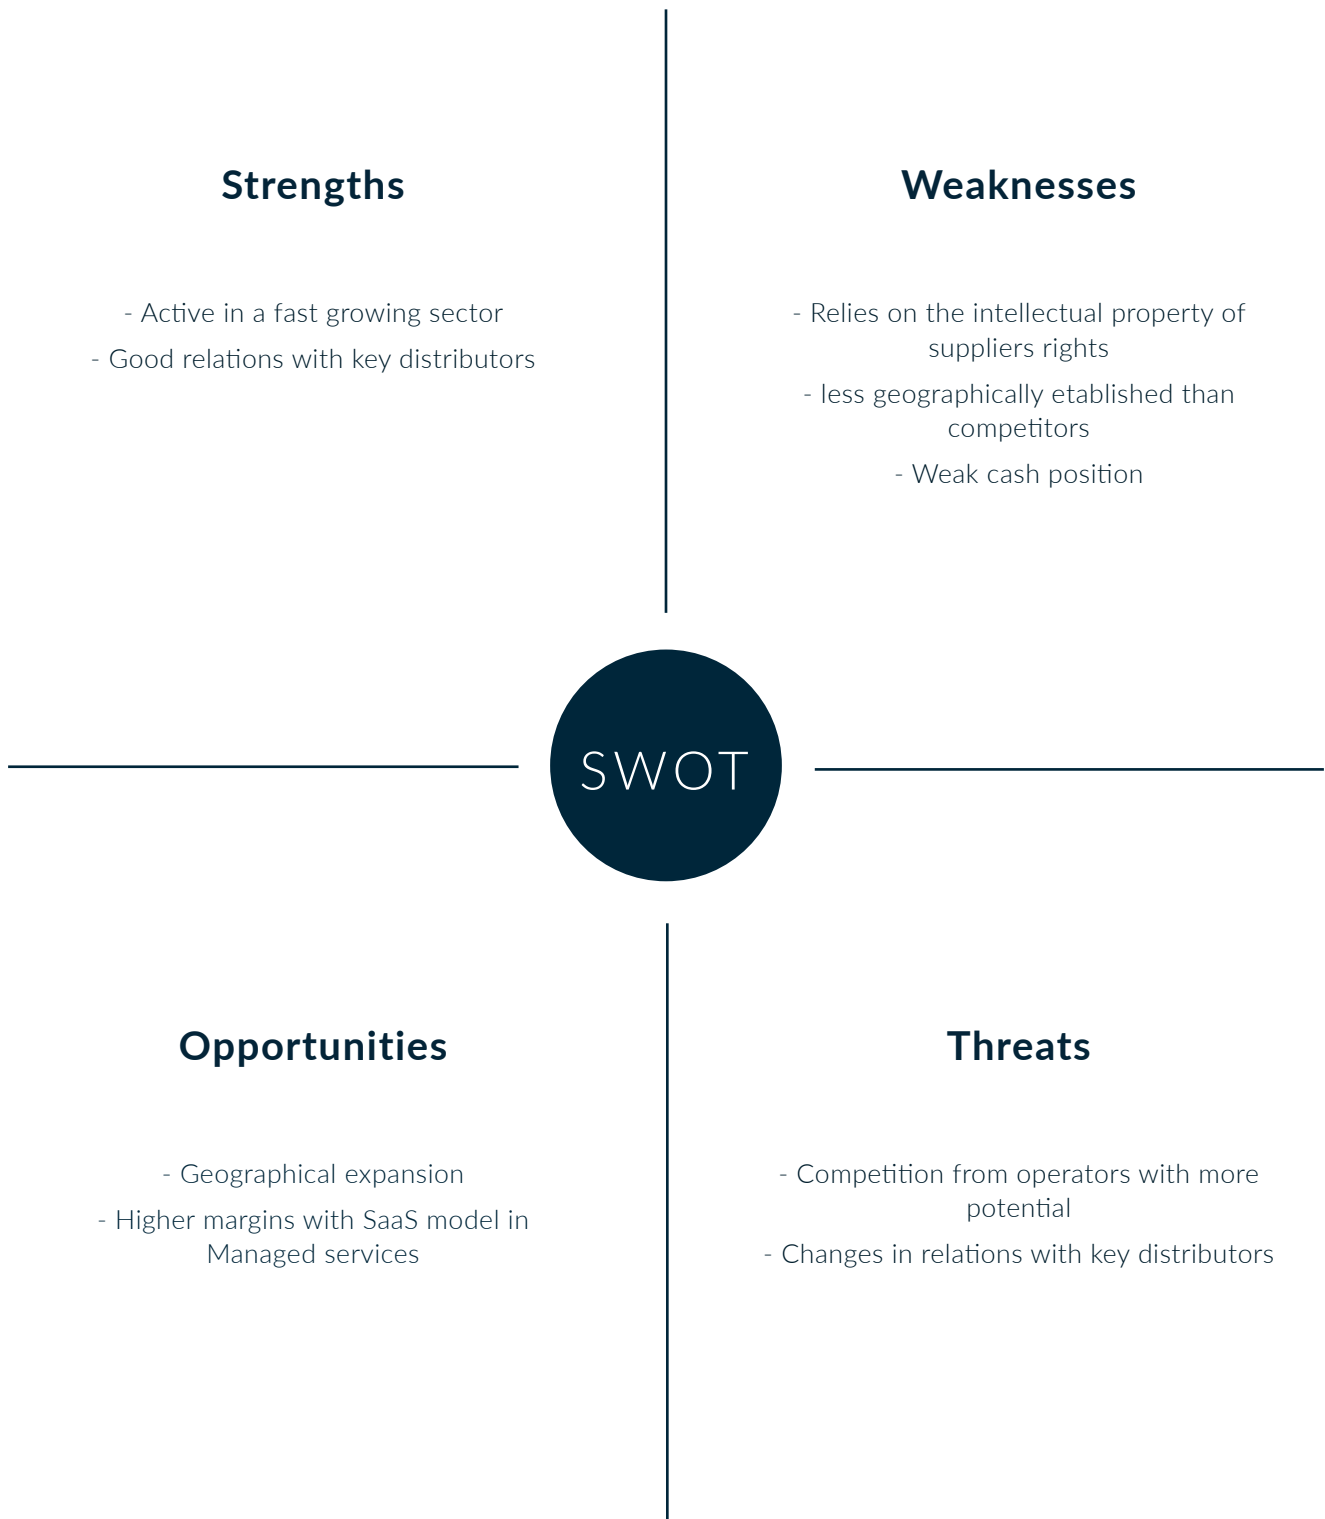 Strengths
- Active in a fast growing sector
- Good relations with key distributors
Weaknesses
- Relies on the intellectual property of
suppliers rights
- less geographically etablished than
competitors
- Weak cash position
SWOT
Opportunities
- Geographical expansion
- Higher margins with SaaS model in
Managed services
Threats
- Competition from operators with more
potential
- Changes in relations with key distributors